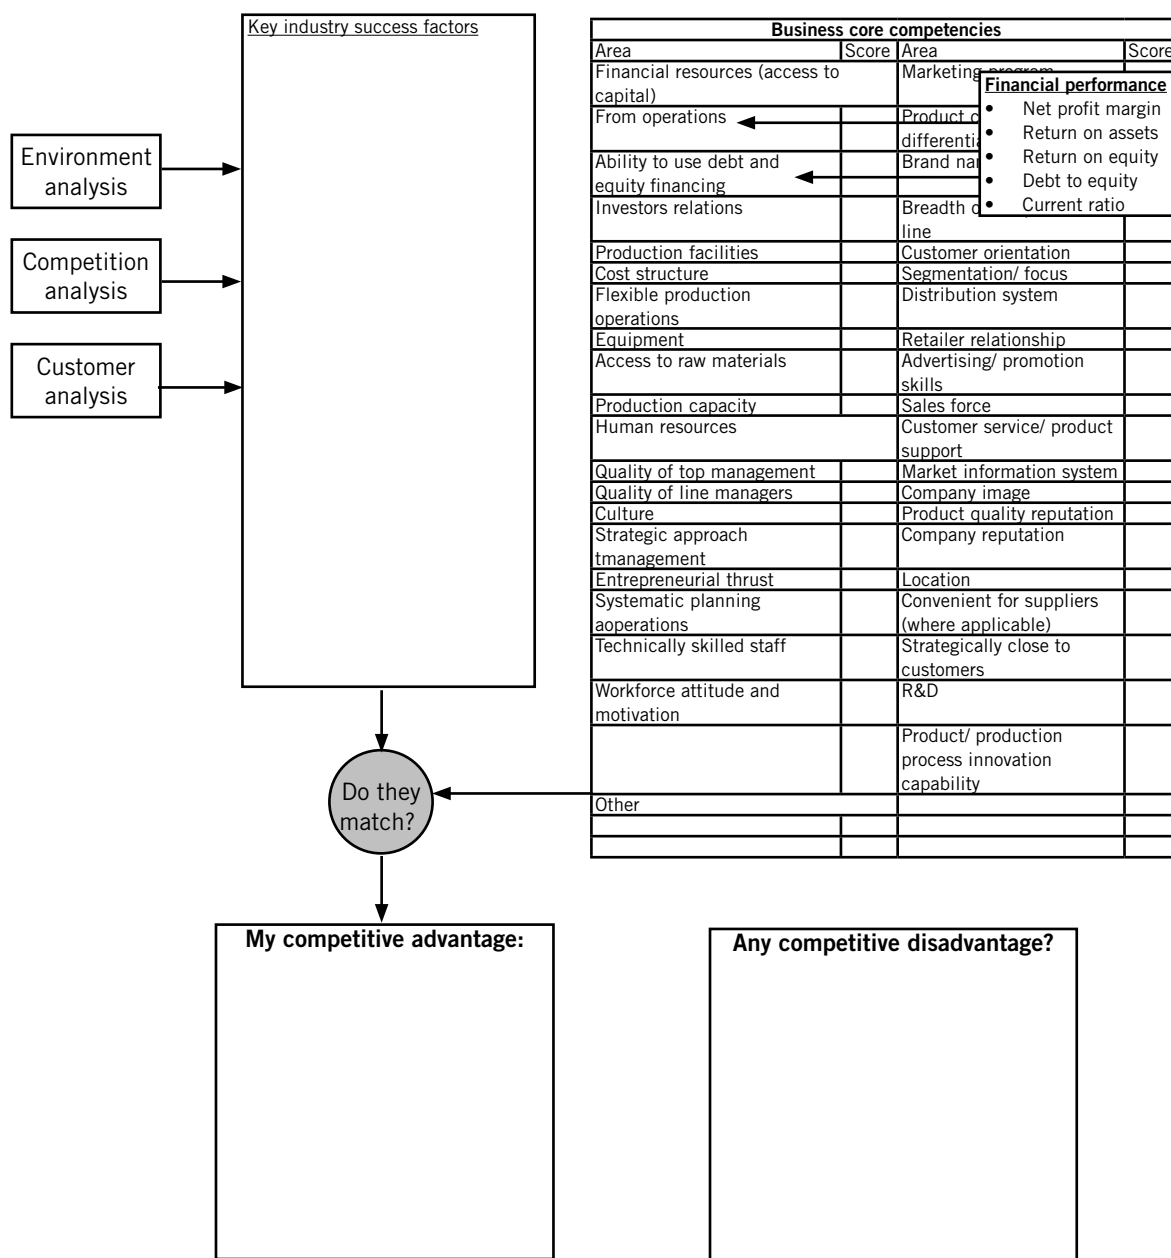 Key industry success factors
Environment
analysis
Competition
analysis
Customer
analysis
Business core competencies
Area Score Area Score
Financial resources (access to
capital)
Marketing program
From operations
Product
differentia
Ability to use debt and
equity financing
Brand
Investors relations
Breadth
line
Financial performance
• Net profit margin
• Return on assets
• Return on equity
• Debt to equity
• Current ratio
Production facilities
Customer orientation
Cost structure
Segmentation/ focus
Flexible production
operations
Distribution system
Equipment
Retailer relationship
Access to raw materials
Advertising/ promotion
skills
Production capacity
Sales force
Human resources
Customer service/ product
support
Quality of top management
Market information system
Quality of line managers
Company image
Culture
Product quality reputation
Strategic approach
tmanagement
Company reputation
Entrepreneurial thrust
Location
Systematic planning
aoperations
Convenient for suppliers
(where applicable)
Technically skilled staff
Strategically close to
customers
Workforce attitude and
motivation
R&D
Product/ production
process innovation
capability
Other
Do they
match?
My competitive advantage:
Any competitive disadvantage?